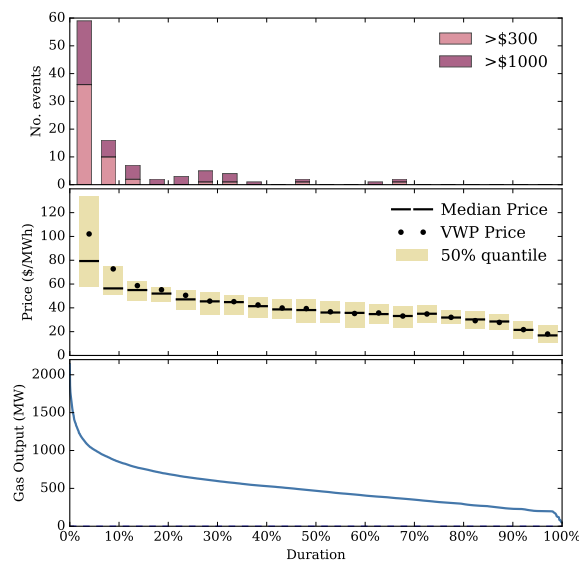 60
50
40
30
20
10
0
No. events
>$300
>$1000
120
100
80
60
40
20
0
Price ($/MWh)
Median Price
VWP Price
50% quantile
2000
1500
1000
500
0
Gas Output (MW)
0% 10% 20% 30% 40% 50% 60% 70% 80% 90% 100%
Duration